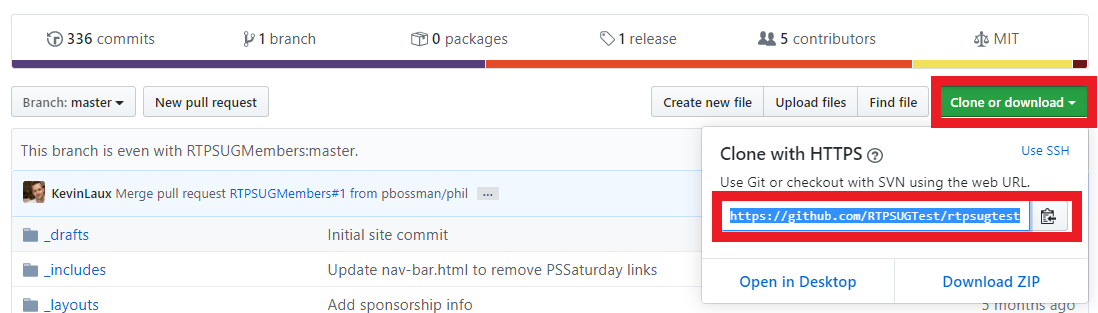 336 commits 1 branch 0 packages 1 release 5 contributors MIT
Branch: master New pull request Create new file Upload files Find file Clone or download
This branch is even with RTPSUGMembers:master.
Clone with HTTPS Use SSH
Use Git or checkout with SVN using the web URL.
KevinLaux Merge pull request RTPSUGMembers#1 from pbossman/phil ...
https://github.com/RTPSUGTest/rtpsugtest
_drafts Initial site commit
_includes Update nav-bar.html to remove PSSaturday links
Open in Desktop Download ZIP
_layouts Add sponsorship info 5 months ago